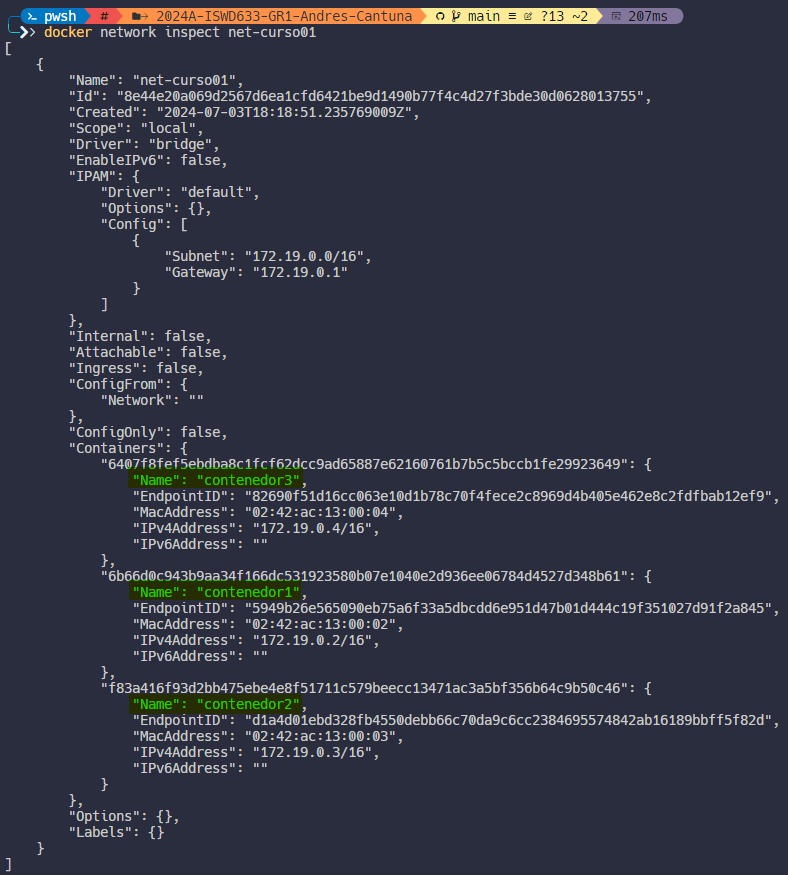 pwsh # 2024A-ISWD633-GR1-Andres-Cantuna main ≡ ?13 ~2 207ms
docker network inspect net-curso01
[
    {
        "Name": "net-curso01",
        "Id": "8e44e20a069d2567d6ea1cfd6421be9d1490b77f4c4d27f3bde30d0628013755",
        "Created": "2024-07-03T18:18:51.235769009Z",
        "Scope": "local",
        "Driver": "bridge",
        "EnableIPv6": false,
        "IPAM": {
            "Driver": "default",
            "Options": {},
            "Config": [
                {
                    "Subnet": "172.19.0.0/16",
                    "Gateway": "172.19.0.1"
                }
            ]
        },
        "Internal": false,
        "Attachable": false,
        "Ingress": false,
        "ConfigFrom": {
            "Network": ""
        },
        "ConfigOnly": false,
        "Containers": {
            "6407f8fef5ebdba8c1fcf62dcc9ad65887e62160761b7b5c5bccb1fe29923649": {
                "Name": "contenedor3",
                "EndpointID": "82690f51d16cc063e10d1b78c70f4fece2c8969d4b405e462e8c2fdfbab12ef9",
                "MacAddress": "02:42:ac:13:00:04",
                "IPv4Address": "172.19.0.4/16",
                "IPv6Address": ""
            },
            "6b66d0c943b9aa34f166dc531923580b07e1040e2d936ee06784d4527d348b61": {
                "Name": "contenedor1",
                "EndpointID": "5949b26e565090eb75a6f33a5dbcdd6e951d47b01d444c19f351027d91f2a845",
                "MacAddress": "02:42:ac:13:00:02",
                "IPv4Address": "172.19.0.2/16",
                "IPv6Address": ""
            },
            "f83a416f93d2bb475ebe4e8f51711c579beecc13471ac3a5bf356b64c9b50c46": {
                "Name": "contenedor2",
                "EndpointID": "d1a4d01ebd328fb4550debb66c70da9c6cc2384695574842ab16189bbff5f82d",
                "MacAddress": "02:42:ac:13:00:03",
                "IPv4Address": "172.19.0.3/16",
                "IPv6Address": ""
            }
        },
        "Options": {},
        "Labels": {}
    }
]